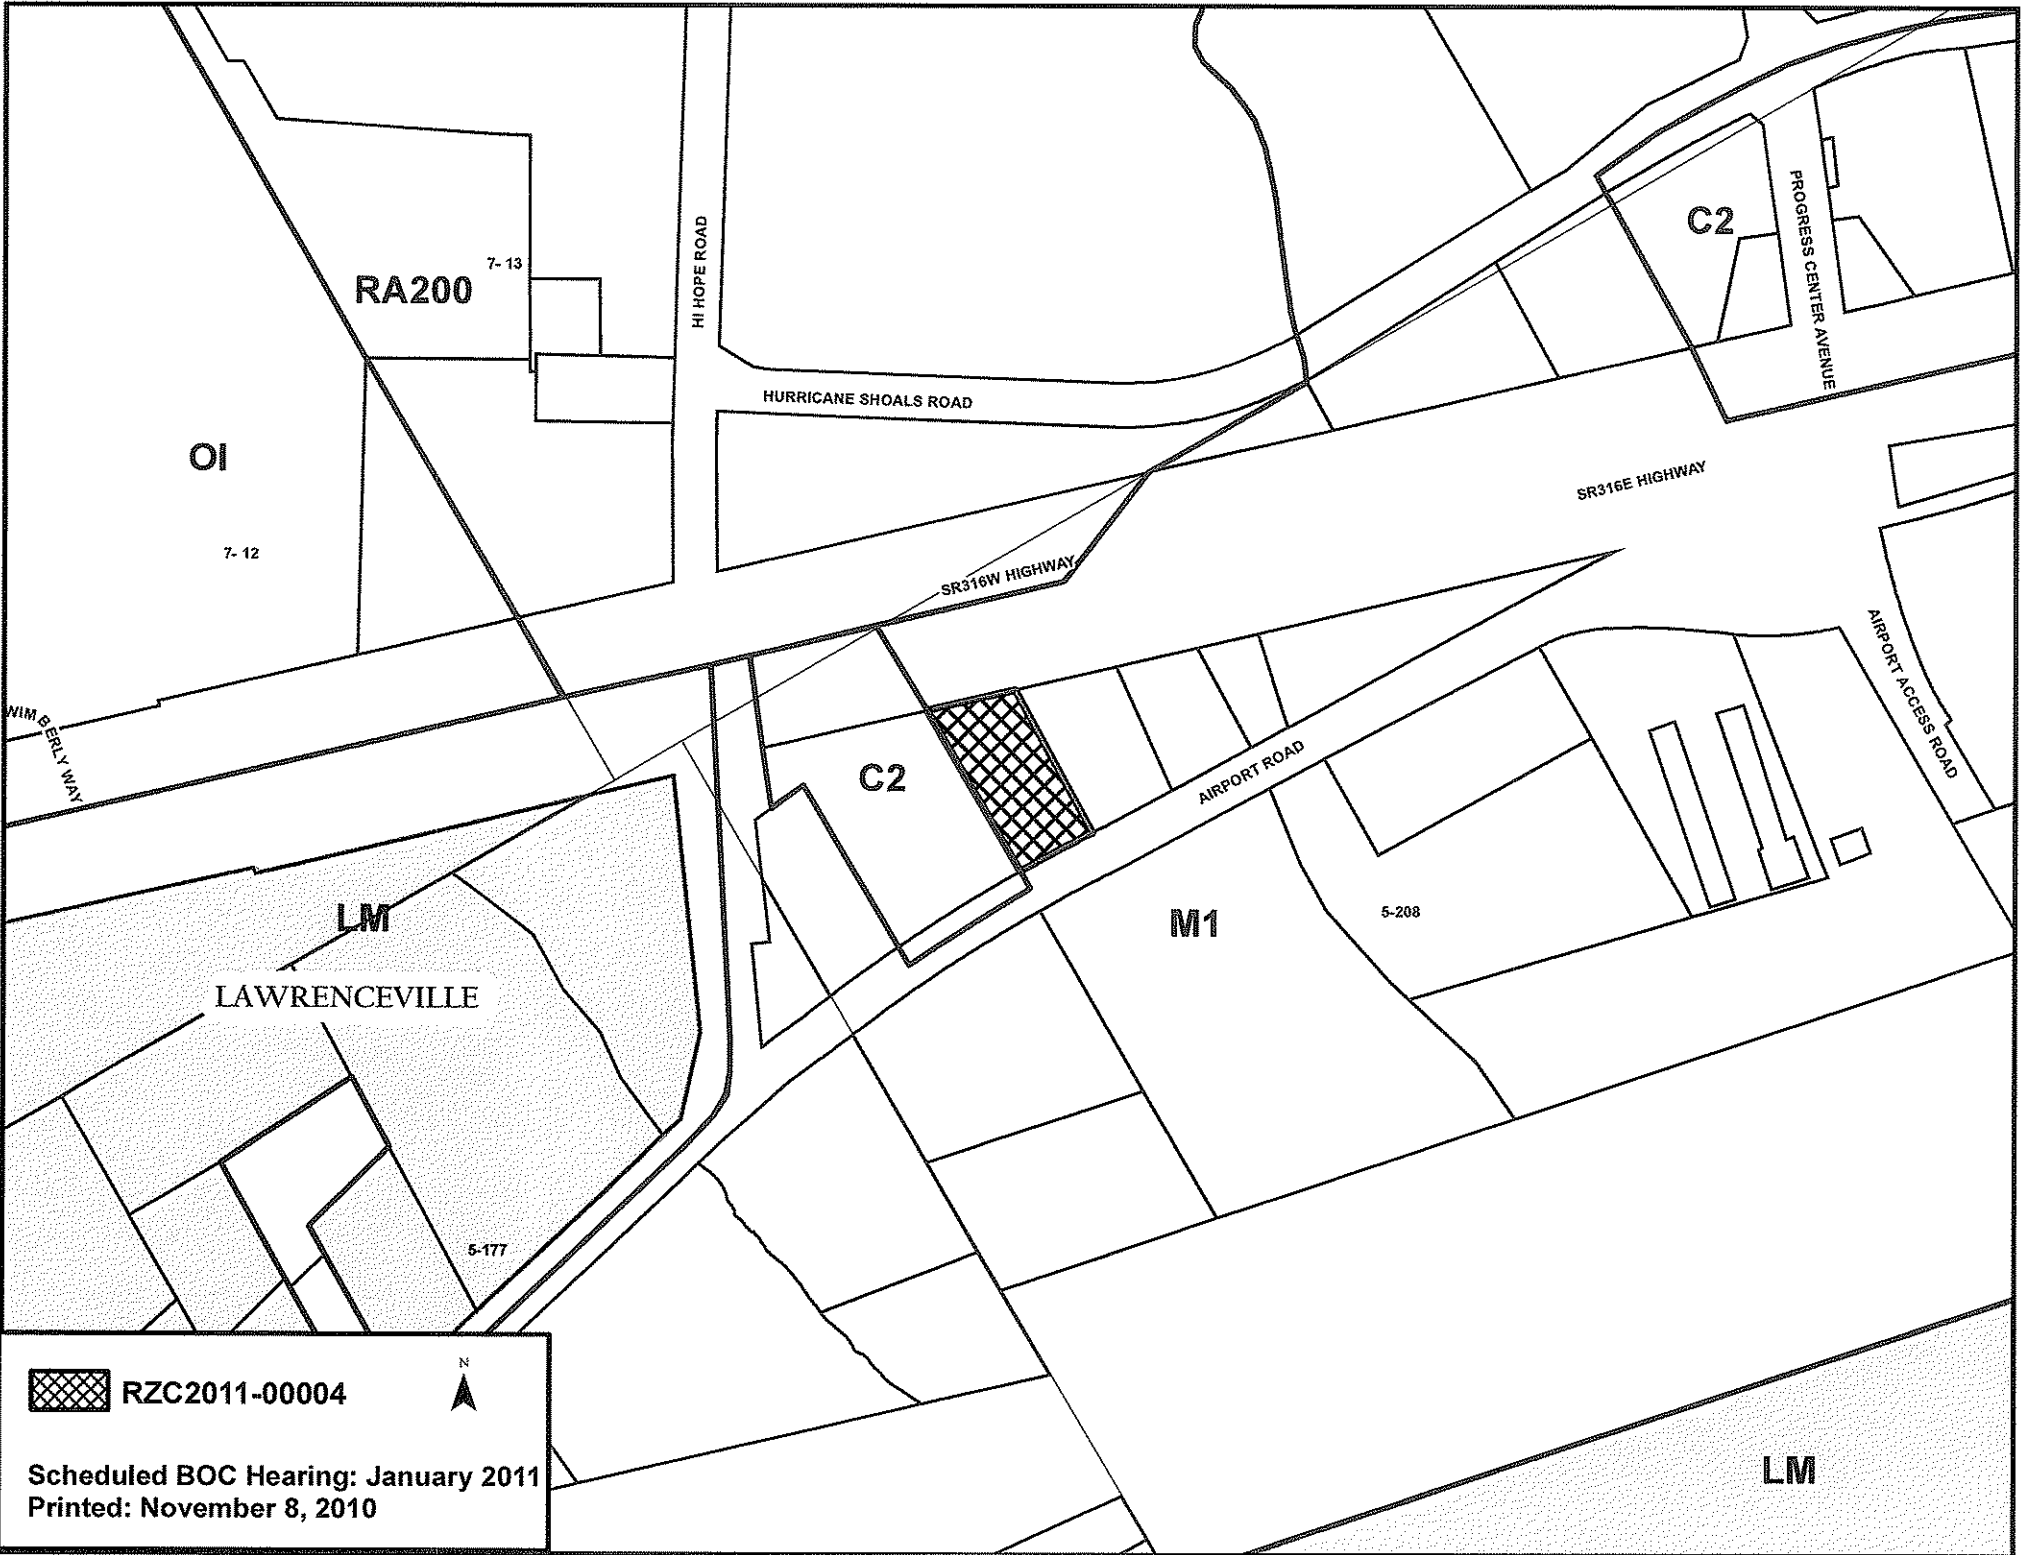 C2
PROGRESS CENTER AVENUE
HI HOPE ROAD
7- 13
RA200
HURRICANE SHOALS ROAD
OI
SR316E HIGHWAY
7- 12
SR316W HIGHWAY
AIRPORT ACCESS ROAD
WIM BERLY WAY
C2
AIRPORT ROAD
LM
M1
5-208
LAWRENCEVILLE
5-177
N
RZC2011-00004
Scheduled BOC Hearing: January 2011
Printed: November 8, 2010
LM